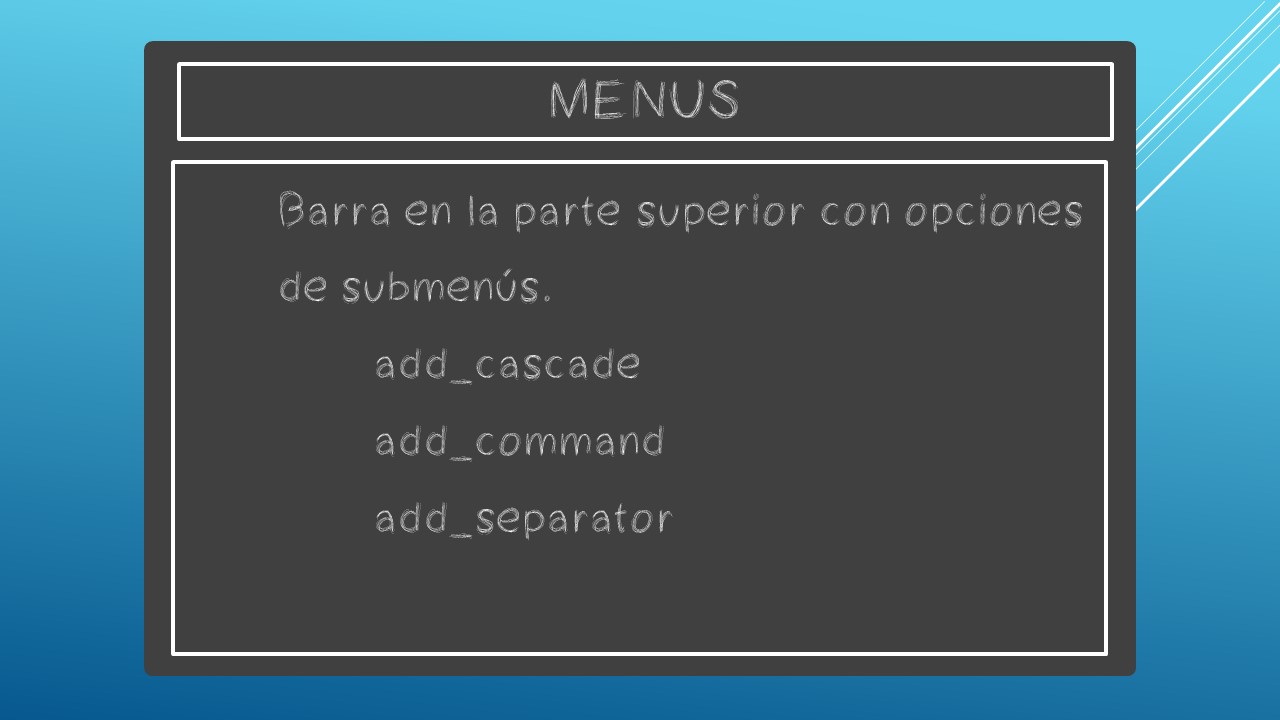 MENUS
Barra en la parte superior con opciones
de submenús.
add_cascade
add_command
add_separator